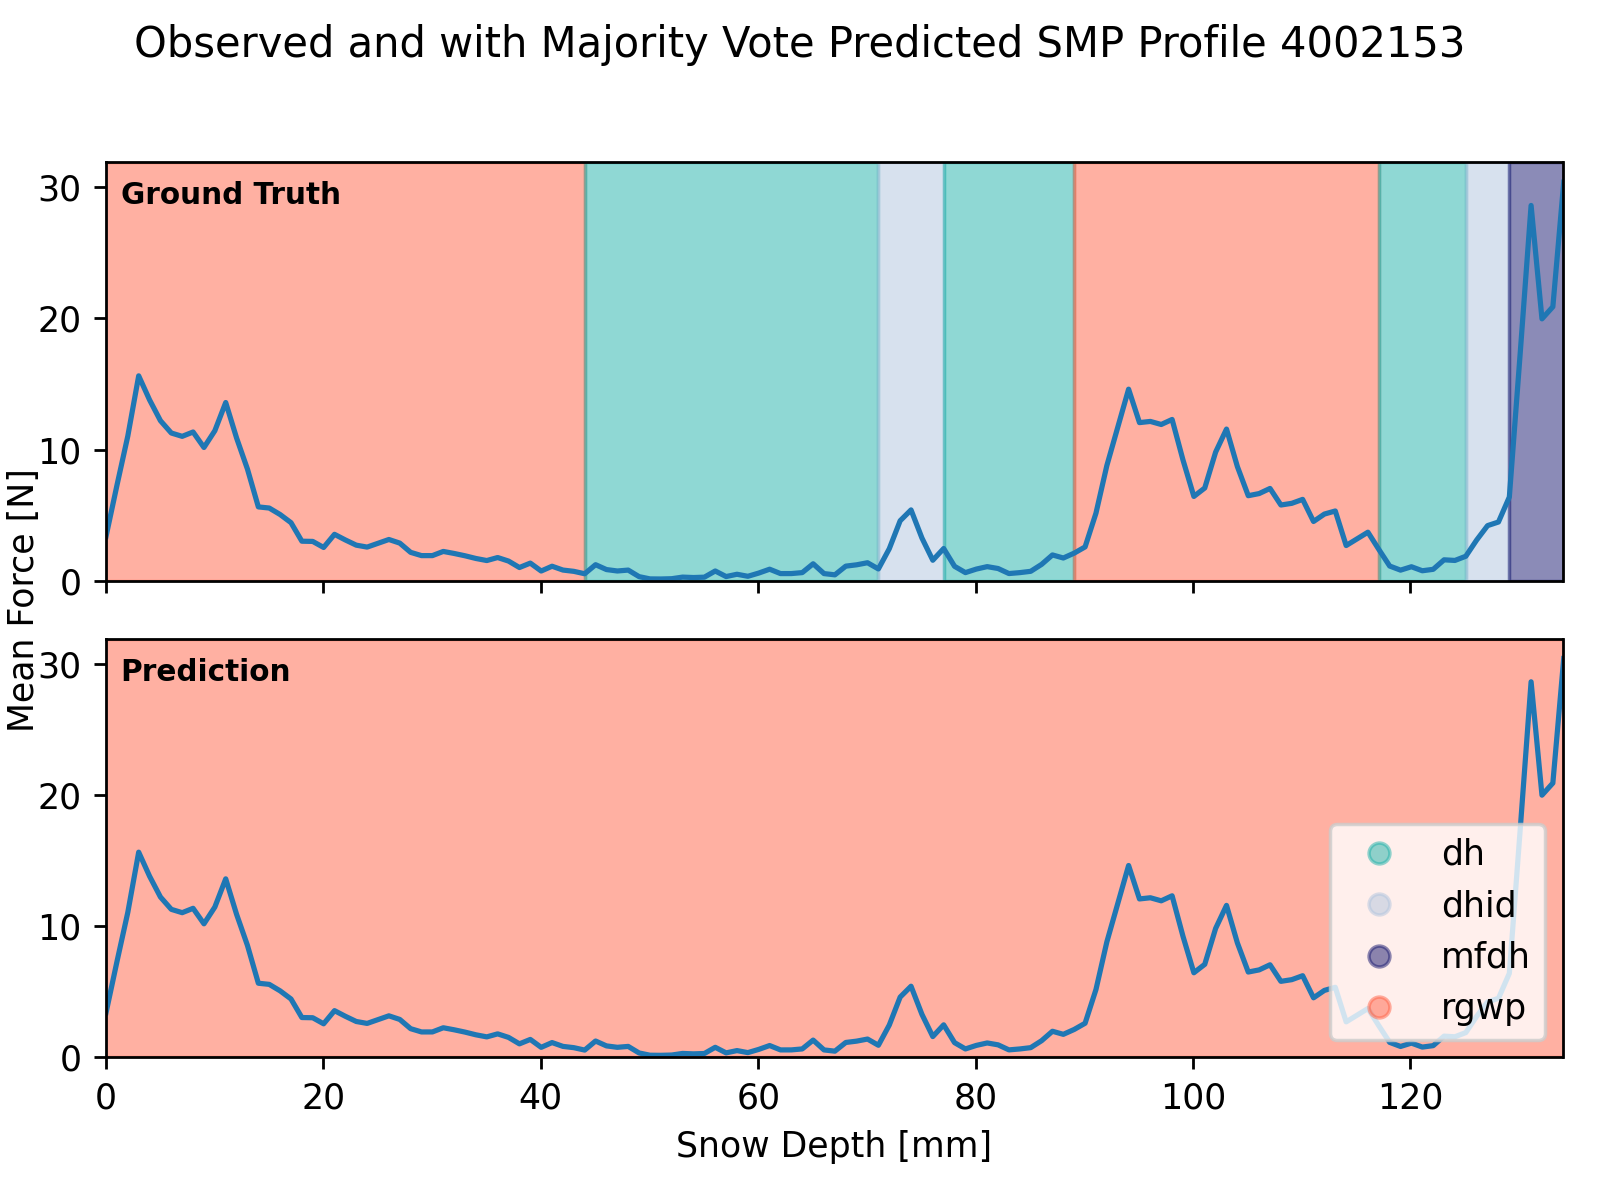 Observed and with Majority Vote Predicted SMP Profile 4002153
Mean Force [N]
30
20
10
0
Ground Truth
30
20
10
0
Prediction
dh
dhid
mfdh
rgwp
0 20 40 60 80 100 120
Snow Depth [mm]